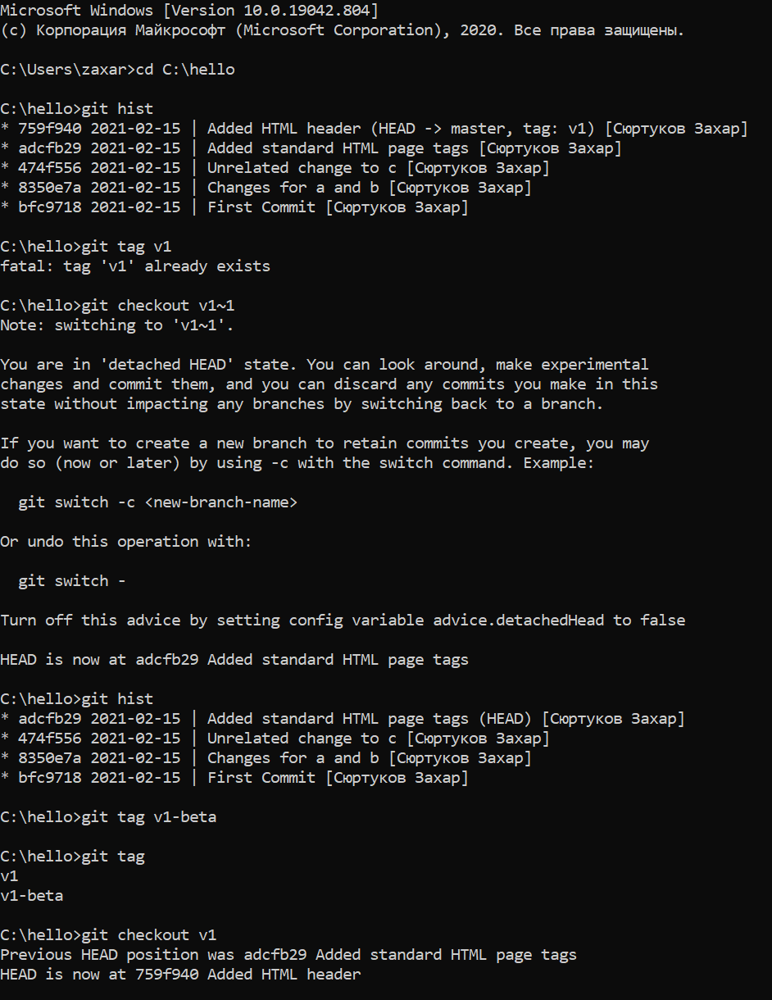 Microsoft Windows [Version 10.0.19042.804]
(c) Корпорация Майкрософт (Microsoft Corporation), 2020. Все права защищены.
C:\Users\zaxar>cd C:\hello
C:\hello>git hist
* 759f940 2021-02-15 | Added HTML header (HEAD -> master, tag: v1) [Сюртуков Захар]
* adcfb29 2021-02-15 | Added standard HTML page tags [Сюртуков Захар]
* 474f556 2021-02-15 | Unrelated change to c [Сюртуков Захар]
* 8350e7a 2021-02-15 | Changes for a and b [Сюртуков Захар]
* bfc9718 2021-02-15 | First Commit [Сюртуков Захар]
C:\hello>git tag v1
fatal: tag 'v1' already exists
C:\hello>git checkout v1~1
Note: switching to 'v1~1'.
You are in 'detached HEAD' state. You can look around, make experimental
changes and commit them, and you can discard any commits you make in this
state without impacting any branches by switching back to a branch.
If you want to create a new branch to retain commits you create, you may
do so (now or later) by using -c with the switch command. Example:
git switch -c <new-branch-name>
Or undo this operation with:
git switch -
Turn off this advice by setting config variable advice.detachedHead to false
HEAD is now at adcfb29 Added standard HTML page tags
C:\hello>git hist
* adcfb29 2021-02-15 | Added standard HTML page tags (HEAD) [Сюртуков Захар]
* 474f556 2021-02-15 | Unrelated change to c [Сюртуков Захар]
* 8350e7a 2021-02-15 | Changes for a and b [Сюртуков Захар]
* bfc9718 2021-02-15 | First Commit [Сюртуков Захар]
C:\hello>git tag v1-beta
C:\hello>git tag
v1
v1-beta
C:\hello>git checkout v1
Previous HEAD position was adcfb29 Added standard HTML page tags
HEAD is now at 759f940 Added HTML header